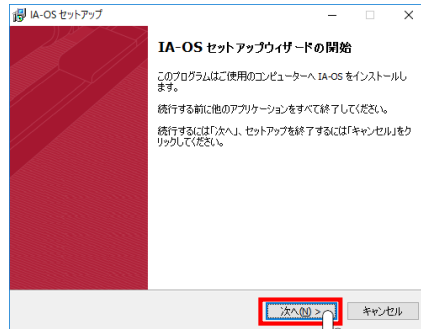 IA-OS セットアップ
IA-OS セットアップウィザードの開始
このプログラムはご使用のコンピューターへ IA-OS をインストールし
ます。
続行する前に他のアプリケーションをすべて終了してください。
続行するには「次へ」、セットアップを終了するには「キャンセル」をク
リックしてください。
次へ(N) >
キャンセル